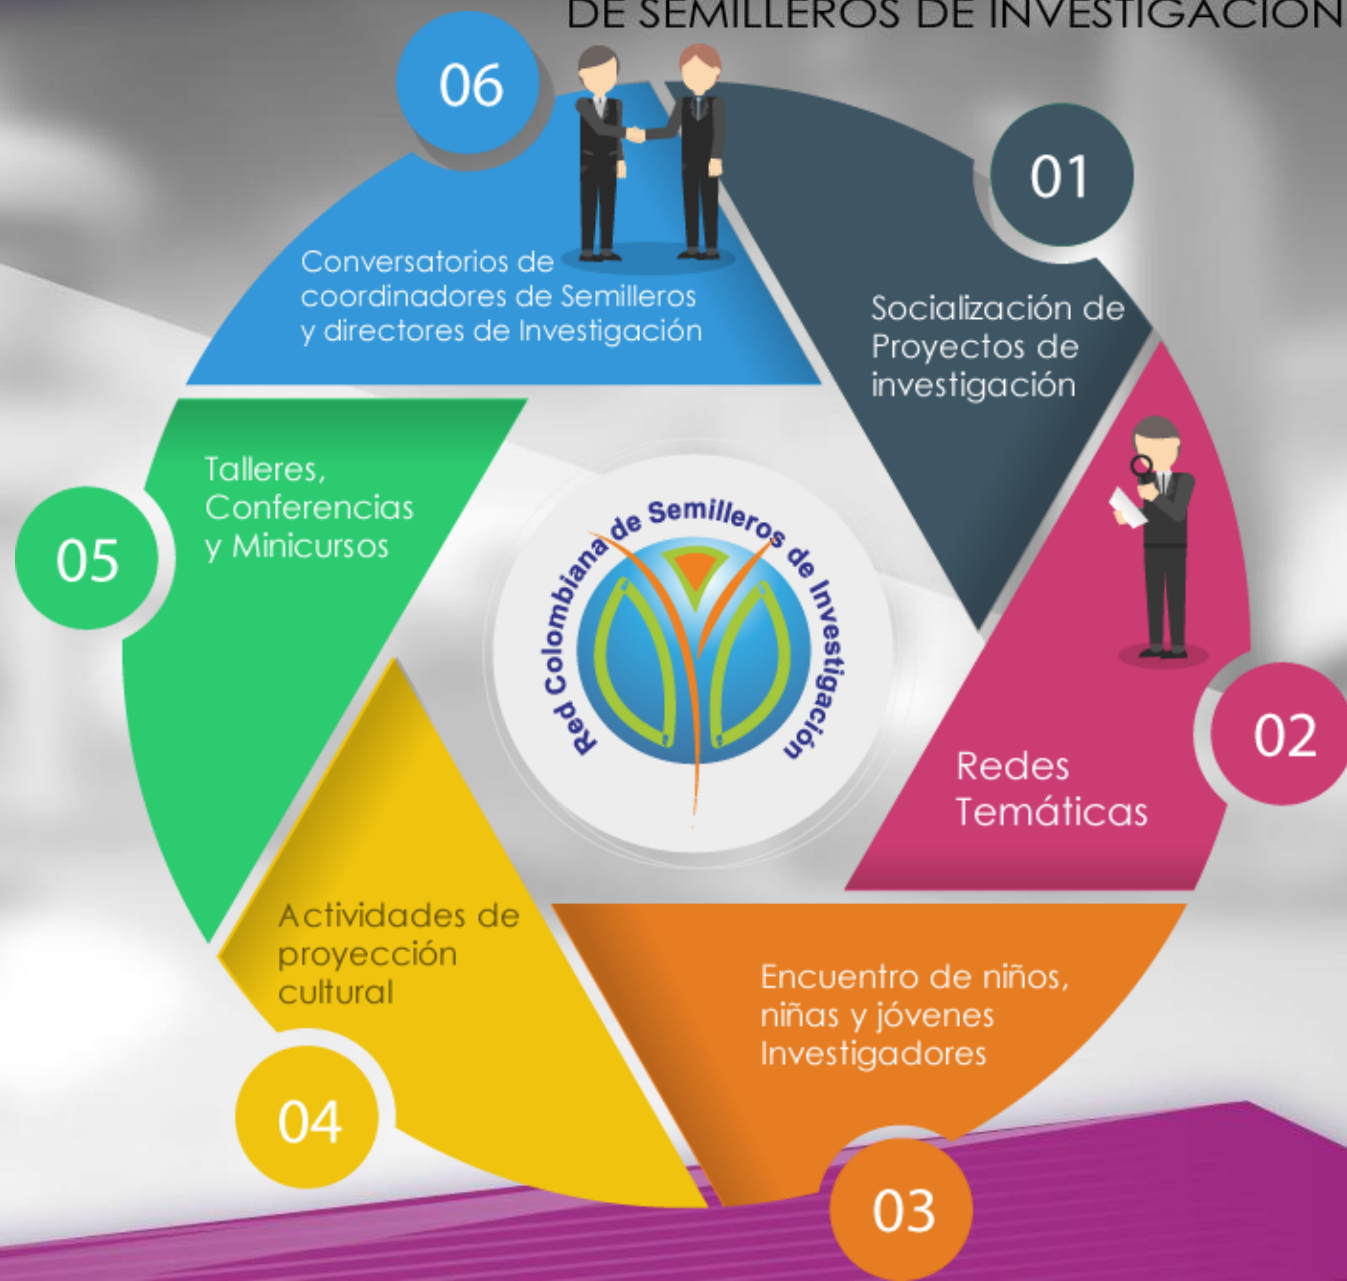 DE SEMILLEROS DE INVESTIGACIÓN
06
01
Conversatorios de
coordinadores de Semilleros
y directores de Investigación
Socialización de
Proyectos de
investigación
Talleres,
Conferencias
y Minicursos
05
Red Colombiana de Semilleros de Investigación
02
Redes
Temáticas
Actividades de
proyección
cultural
Encuentro de niños,
niñas y jóvenes
Investigadores
04
03